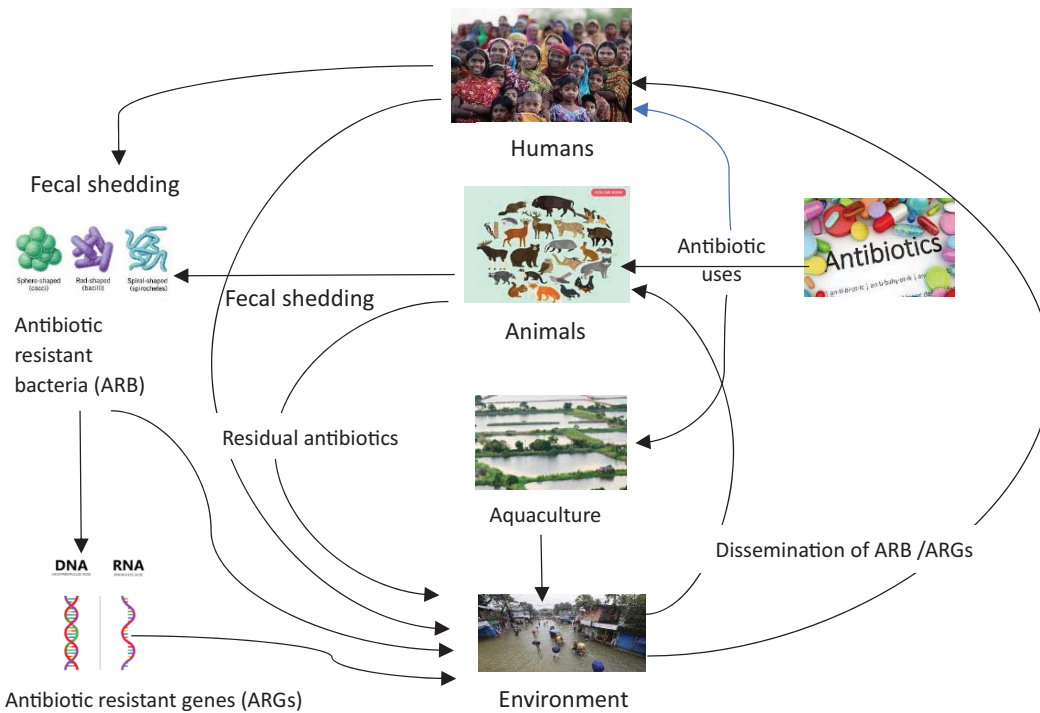 Humans
Fecal shedding
Sphere-shaped
(cocci)
Rod-shaped
(bacilli)
Spiral-shaped
(spirochetes)
Fecal shedding
Antibiotic
resistant
bacteria (ARB)
Animals
Antibiotic
uses
Antibiotics
Residual antibiotics
Aquaculture
Dissemination of ARB /ARGs
DNA
RNA
Antibiotic resistant genes (ARGs)
Environment